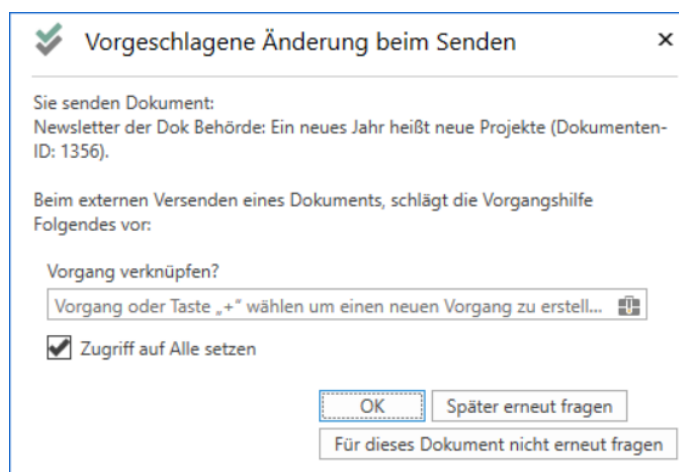 Vorgeschlagene Änderung beim Senden
Sie senden Dokument:
Newsletter der Dok Behörde: Ein neues Jahr heißt neue Projekte (Dokumenten-
ID: 1356).
Beim externen Versenden eines Dokuments, schlägt die Vorgangshilfe
Folgendes vor:
Vorgang verknüpfen?
Vorgang oder Taste „+“ wählen um einen neuen Vorgang zu erstell...
Zugriff auf Alle setzen
OK
Später erneut fragen
Für dieses Dokument nicht erneut fragen